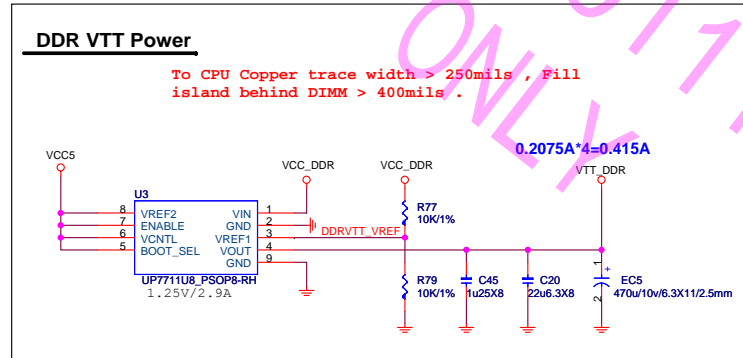 DDR VTT Power
To CPU Copper trace width > 250mils , Fill
island behind DIMM > 400mils .
0.2075A*4=0.415A
VCC5
VCC_DDR
VCC_DDR
VTT_DDR
U3
8 VREF2 VIN 1
7 ENABLE GND 2
6 VCNTL VREF1 3
5 BOOT_SEL VOUT 4
GND 9
UP7711U8_PSOP8-RH
1.25V/2.9A
DDRVTT_VREF
R77
10K/1%
R79
10K/1%
C45
1u25X8
C20
22u6.3X8
1
+
2
EC5
470u/10v/6.3X11/2.5mm
ONLY